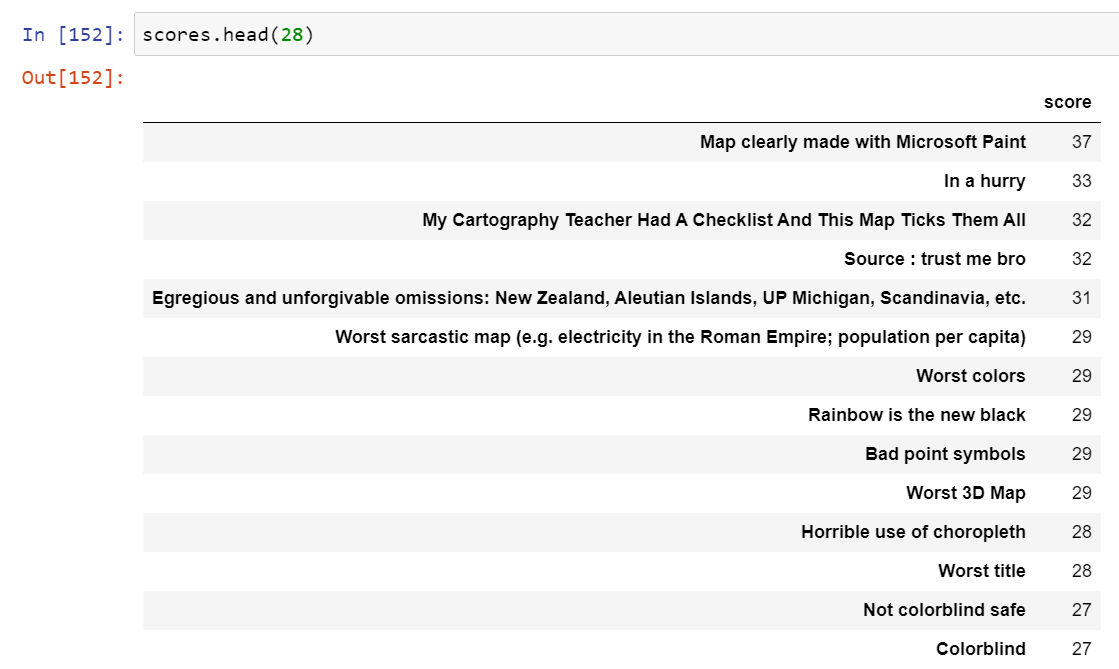 In [152]: scores.head(28)
Out[152]:
score
Map clearly made with Microsoft Paint 37
In a hurry 33
My Cartography Teacher Had A Checklist And This Map Ticks Them All 32
Source : trust me bro 32
Egregious and unforgivable omissions: New Zealand, Aleutian Islands, UP Michigan, Scandinavia, etc. 31
Worst sarcastic map (e.g. electricity in the Roman Empire; population per capita) 29
Worst colors 29
Rainbow is the new black 29
Bad point symbols 29
Worst 3D Map 29
Horrible use of choropleth 28
Worst title 28
Not colorblind safe 27
Colorblind 27